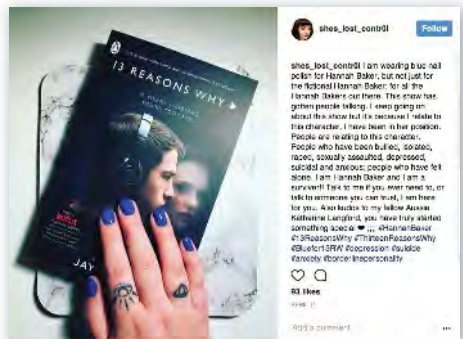 13 REASONS WHY
JAY
shes_lost_contr0l
Follow
shes_lost_contr0l I am wearing blue nail
polish for Hannah Baker, but not just for
the fictional Hannah Baker; for all the
Hannah Bakers out there. This show has
gotten people talking. I keep going on
about this show but it's because I relate to
this character. I have been in her position.
People are relating to this character.
People who have been bullied, isolated,
raped, sexually assaulted, depressed,
suicidal and anxious; people who have felt
alone. I am Hannah Baker and I am a
survivor!! Talk to me if you ever need to, or
talk to someone you can trust, I am here
for you. Also kudos to my fellow Aussie
Katherine Langford, you have truly started
something special ❤ ;;; #HannenBaker
#13ReasonsWhy #ThirteenReasonsWhy
#Bluefor13RW #depression #suicide
#anxiety #borderlinepersonality
93 likes
Add a comment